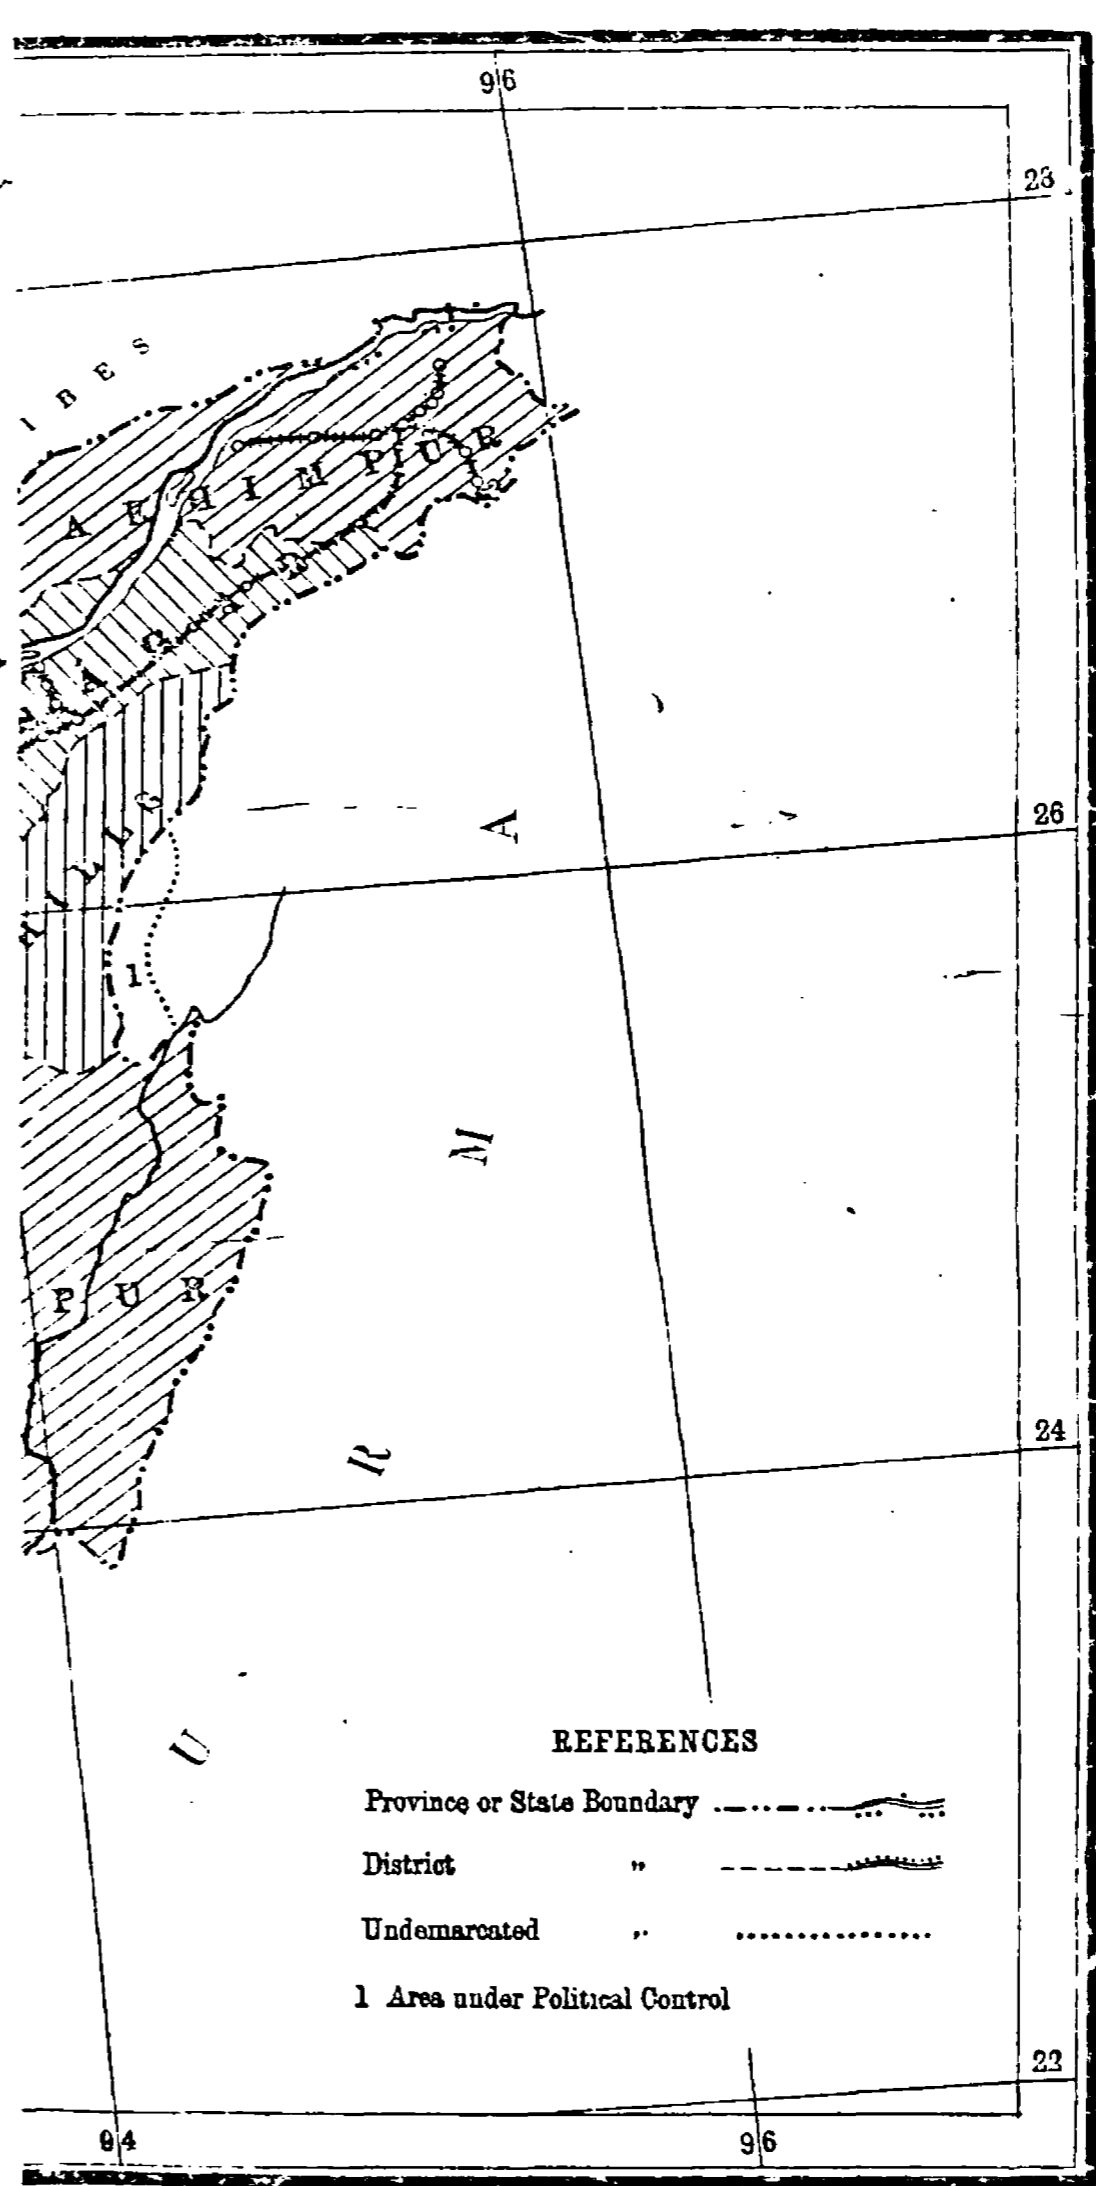 96
28
I B E S
A K H I M P U R
A G A R
26
A
1
M
P U R
24
R
U
REFERENCES
Province or State Boundary
District "
Undemarcated "
1 Area under Political Control
22
94
96